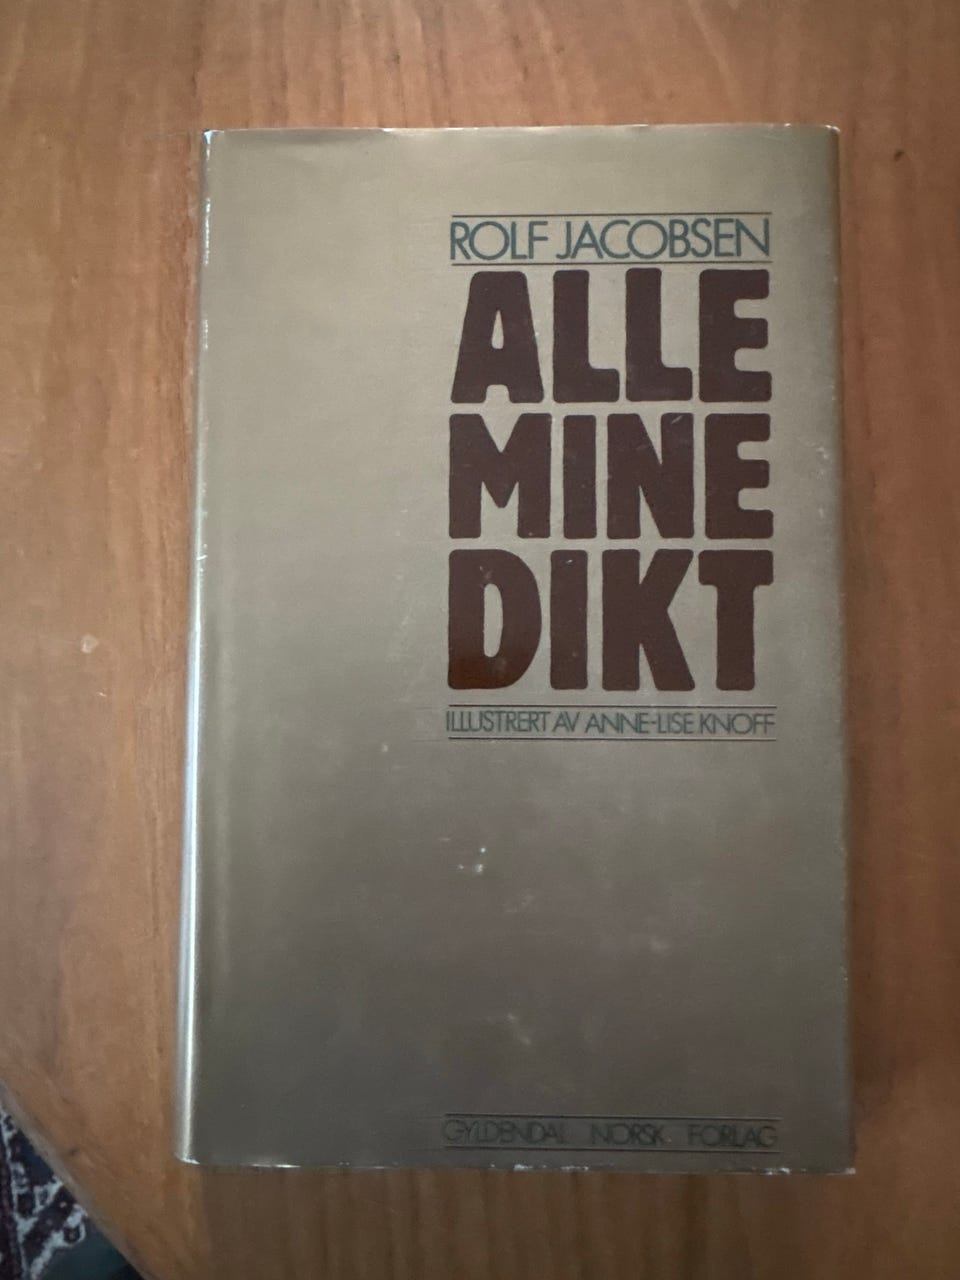 ROLF JACOBSEN
ALLE
MINE
DIKT
ILLUSTRERT AV ANNE-LISE KNOFF
GYLDENDAL NORSK FORLAG